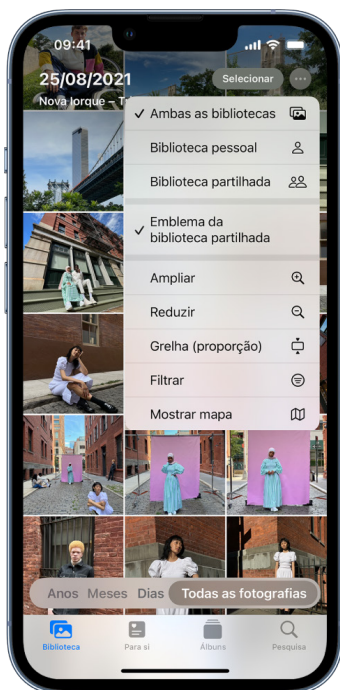 09:41
25/08/2021
Selecionar
Nova Iorque – T
Ambas as bibliotecas
Biblioteca pessoal
Biblioteca partilhada
Emblema da
biblioteca partilhada
Ampliar
Reduzir
Grelha (proporção)
Filtrar
Mostrar mapa
Anos Meses Dias Todas as fotografias
Biblioteca Para si Álbuns Pesquisa